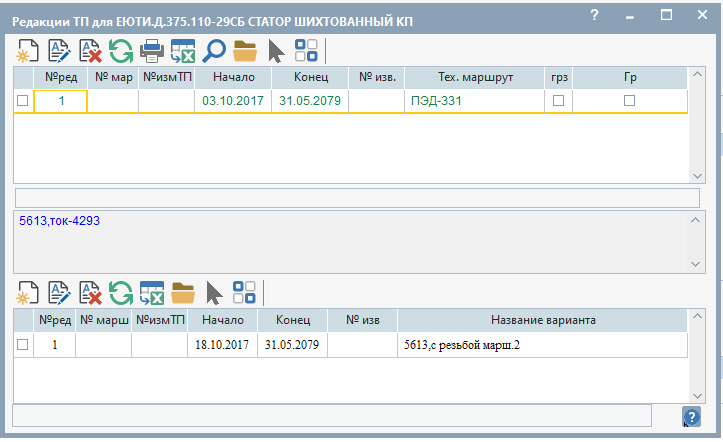 Редакции ТП для ЕЮТИ.Д.375.110-29СБ СТАТОР ШИХТОВАННЫЙ КП
№ред № мар №измТП Начало Конец № изв. Тех. маршрут грз Гр
1 03.10.2017 31.05.2079 ПЭД-331
5613,ток-4293
№ред № марш №измТП Начало Конец № изв Название варианта
1 18.10.2017 31.05.2079 5613,с резьбой марш.2